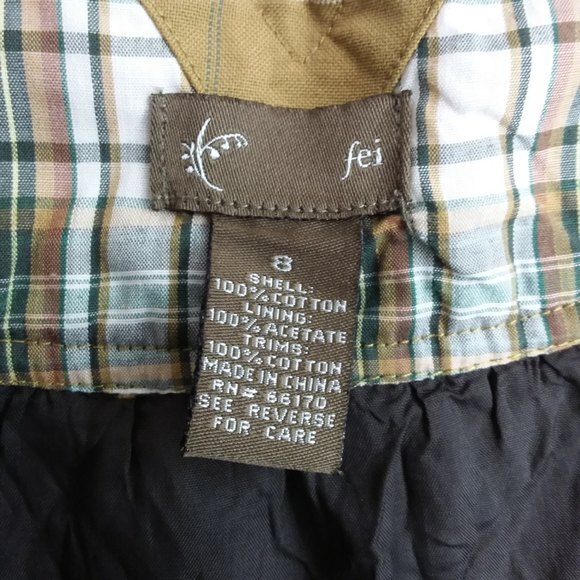 fei
8
SHELL:
100% COTTON
LINING:
100% ACETATE
TRIMS:
100% COTTON
MADE IN CHINA
RN# 66170
SEE REVERSE
FOR CARE